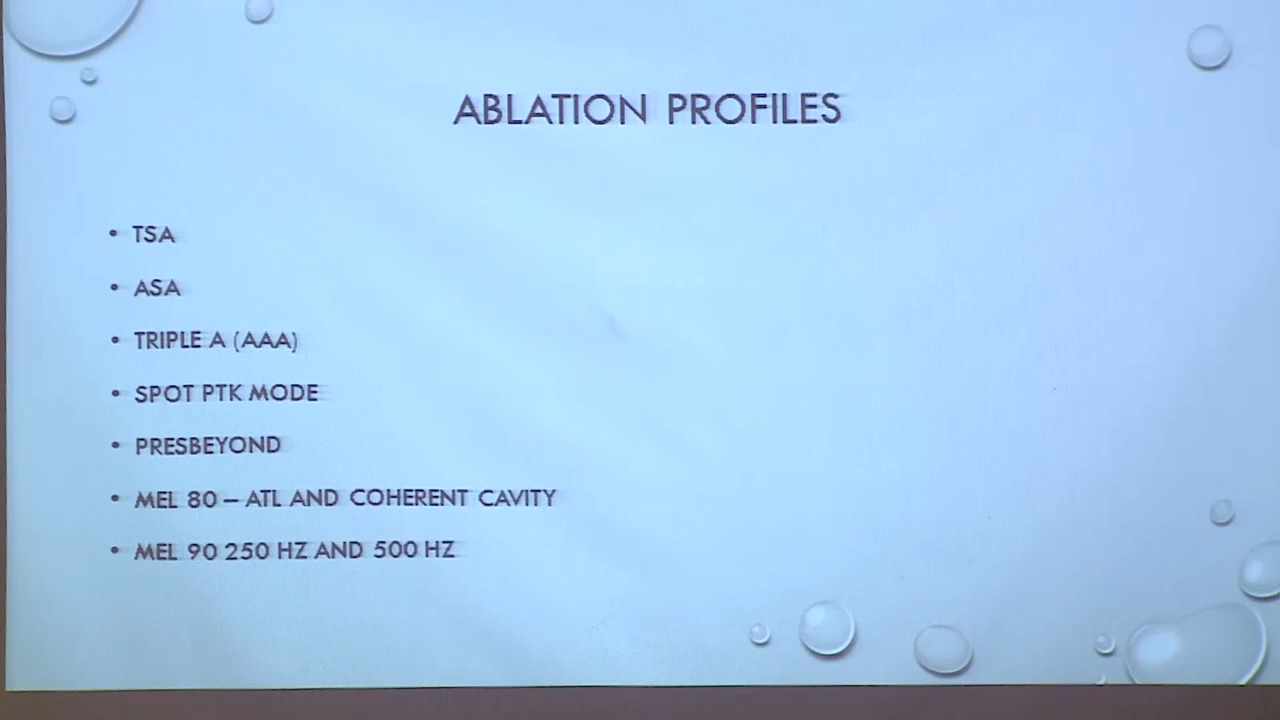 ABLATION PROFILES
• TSA
• ASA
• TRIPLE A (AAA)
• SPOT PTK MODE
• PRESBEYOND
• MEL 80 – ATL AND COHERENT CAVITY
• MEL 90 250 HZ AND 500 HZ